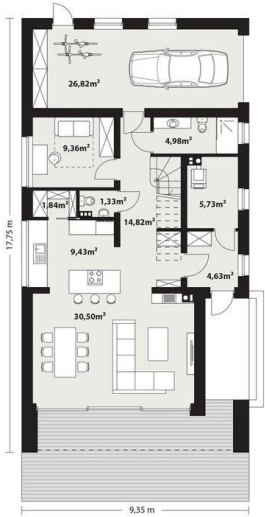 26,82m²
9,36m²
4,98m²
1,84m²
1,33m²
14,82m²
5,73m²
9,43m²
4,63m²
30,50m²
17,75 m
9,35 m